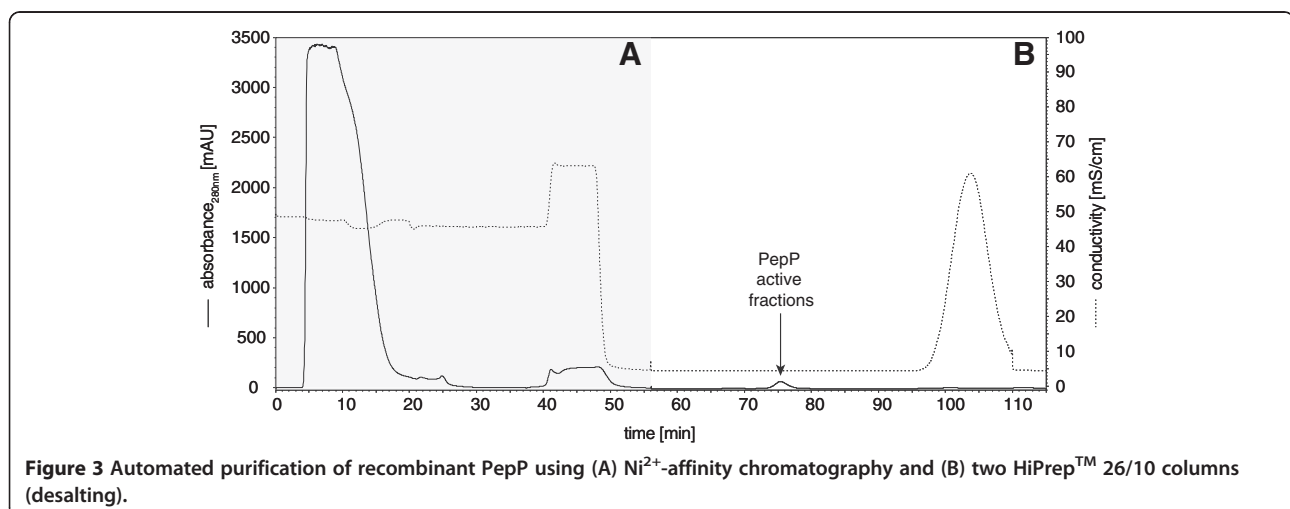 A
B
3500
3000
2500
2000
1500
1000
500
0
absorbance280nm [mAU]
100
90
80
70
60
50
40
30
20
10
0
conductivity [mS/cm]
PepP
active
fractions
0 10 20 30 40 50 60 70 80 90 100 110
time [min]
Figure 3 Automated purification of recombinant PepP using (A) Ni2+-affinity chromatography and (B) two HiPrep™ 26/10 columns
(desalting).